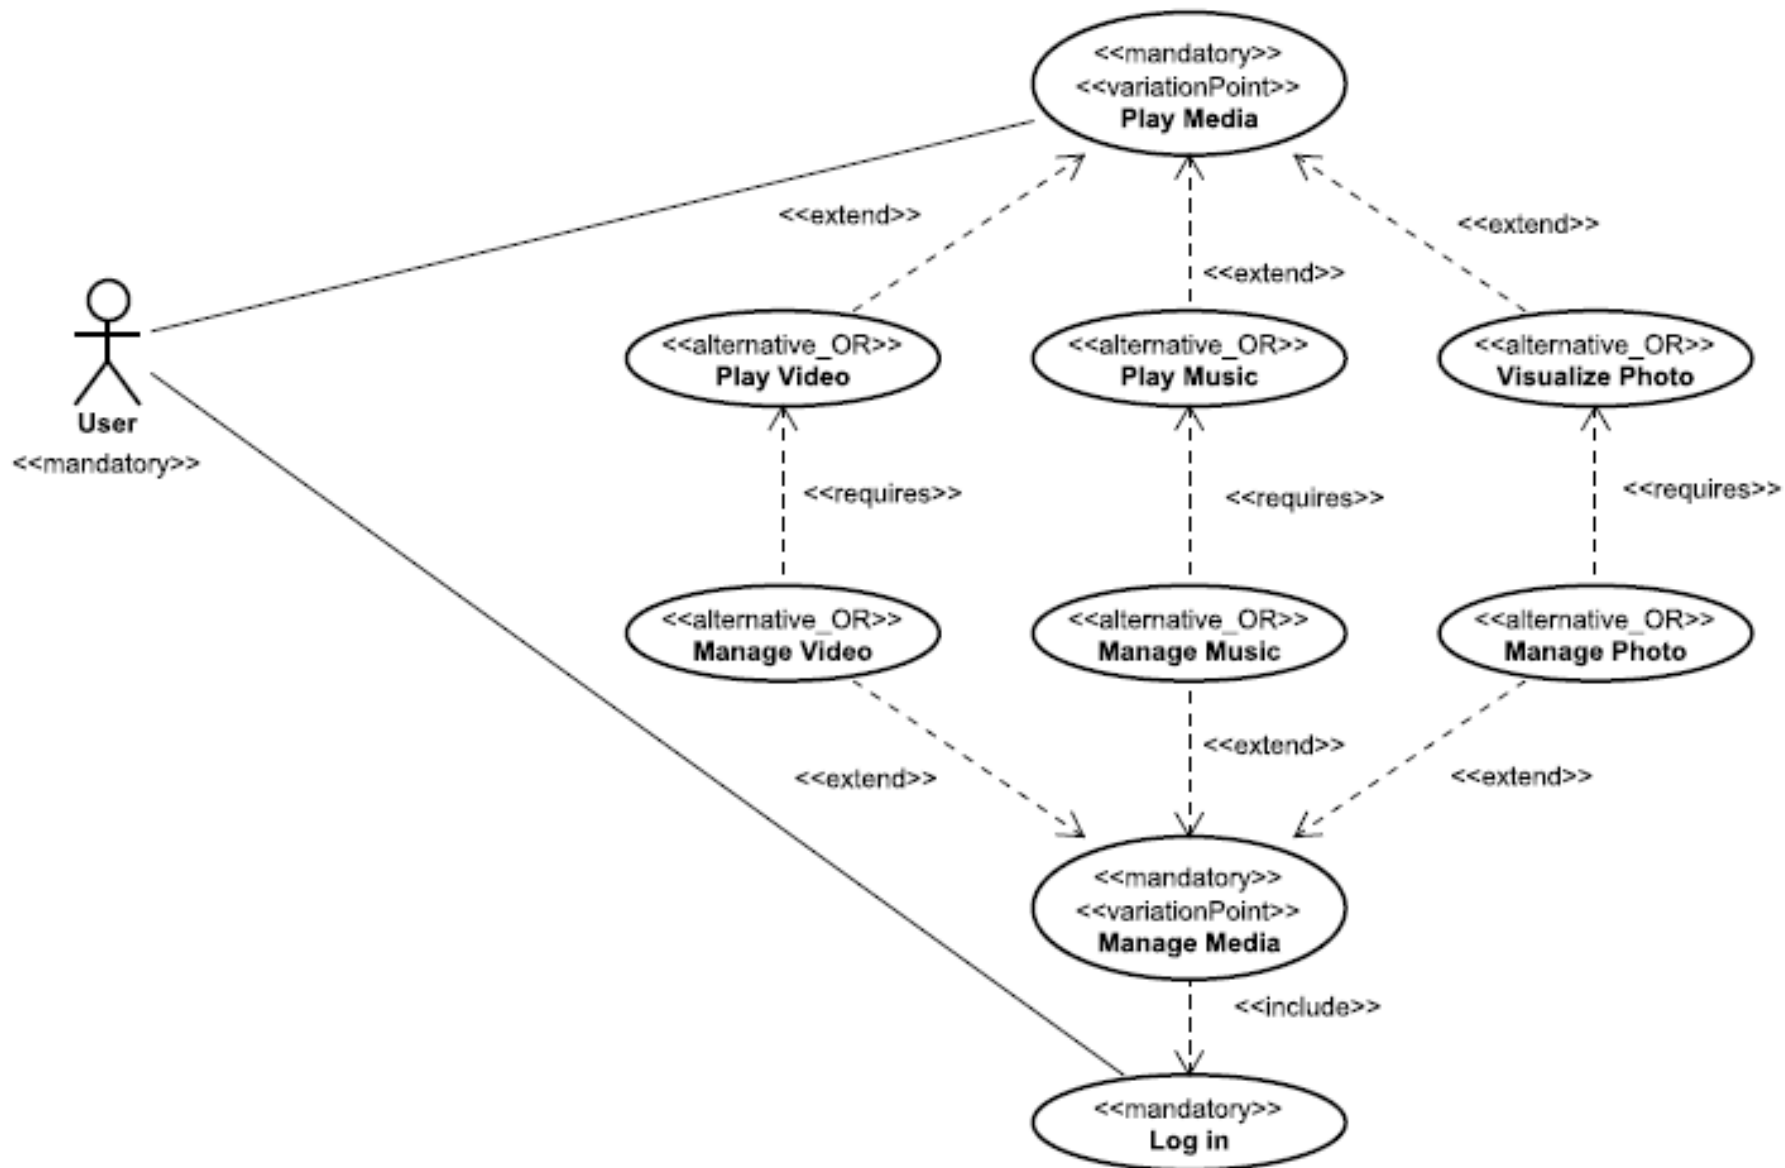 <<mandatory>>
<<variationPoint>>
Play Media
<<extend>>
<<extend>>
<<extend>>
User
<<mandatory>>
<<alternative_OR>>
Play Video
<<alternative_OR>>
Play Music
<<alternative_OR>>
Visualize Photo
<<requires>>
<<requires>>
<<requires>>
<<alternative_OR>>
Manage Video
<<alternative_OR>>
Manage Music
<<alternative_OR>>
Manage Photo
<<extend>>
<<extend>>
<<extend>>
<<mandatory>>
<<variationPoint>>
Manage Media
<<include>>
<<mandatory>>
Log in